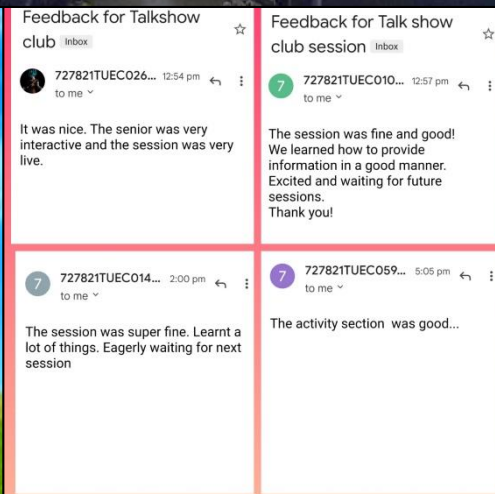 Feedback for Talkshow
club Inbox
727821TUEC026... 12:54 pm
to me
It was nice. The senior was very
interactive and the session was very
live.
Feedback for Talk show
club session Inbox
7 727821TUEC010... 12:57 pm
to me
The session was fine and good!
We learned how to provide
information in a good manner.
Excited and waiting for future
sessions.
Thank you!
7 727821TUEC014... 2:00 pm
to me
The session was super fine. Learnt a
lot of things. Eagerly waiting for next
session
7 727821TUEC059... 5:05 pm
to me
The activity section was good...